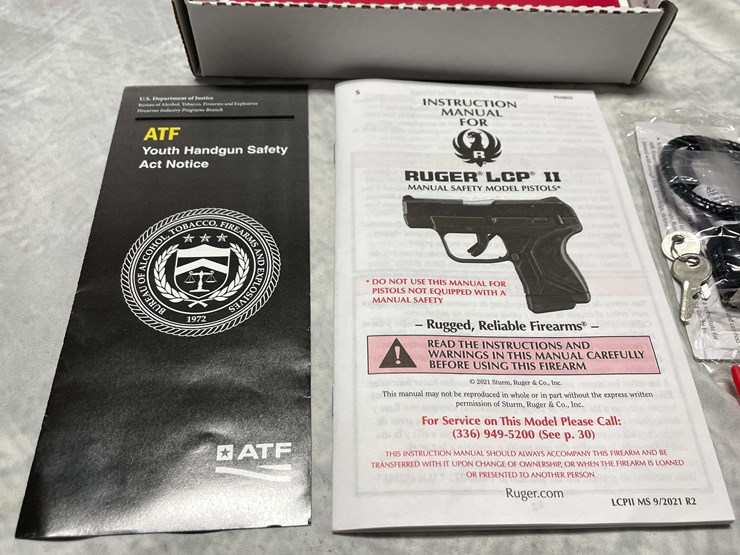 U.S. Department of Justice
Bureau of Alcohol, Tobacco, Firearms and Explosives
Firearms Industry Programs Branch
ATF
Youth Handgun Safety
Act Notice
BUREAU OF ALCOHOL, TOBACCO, FIREARMS AND EXPLOSIVES
1972
ATF
S
INSTRUCTION
MANUAL
FOR
R
RUGER® LCP® II
MANUAL SAFETY MODEL PISTOLS*
* DO NOT USE THIS MANUAL FOR
PISTOLS NOT EQUIPPED WITH A
MANUAL SAFETY
– Rugged, Reliable Firearms® –
READ THE INSTRUCTIONS AND
WARNINGS IN THIS MANUAL CAREFULLY
BEFORE USING THIS FIREARM
© 2021 Sturm, Ruger & Co., Inc.
This manual may not be reproduced in whole or in part without the express written
permission of Sturm, Ruger & Co., Inc.
For Service on This Model Please Call:
(336) 949-5200 (See p. 30)
THIS INSTRUCTION MANUAL SHOULD ALWAYS ACCOMPANY THIS FIREARM AND BE
TRANSFERRED WITH IT UPON CHANGE OF OWNERSHIP, OR WHEN THE FIREARM IS LOANED
OR PRESENTED TO ANOTHER PERSON
Ruger.com
LCPII MS 9/2021 R2